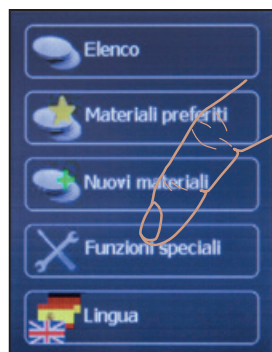 Elenco
Materiali preferiti
Nuovi materiali
Funzioni speciali
Lingua